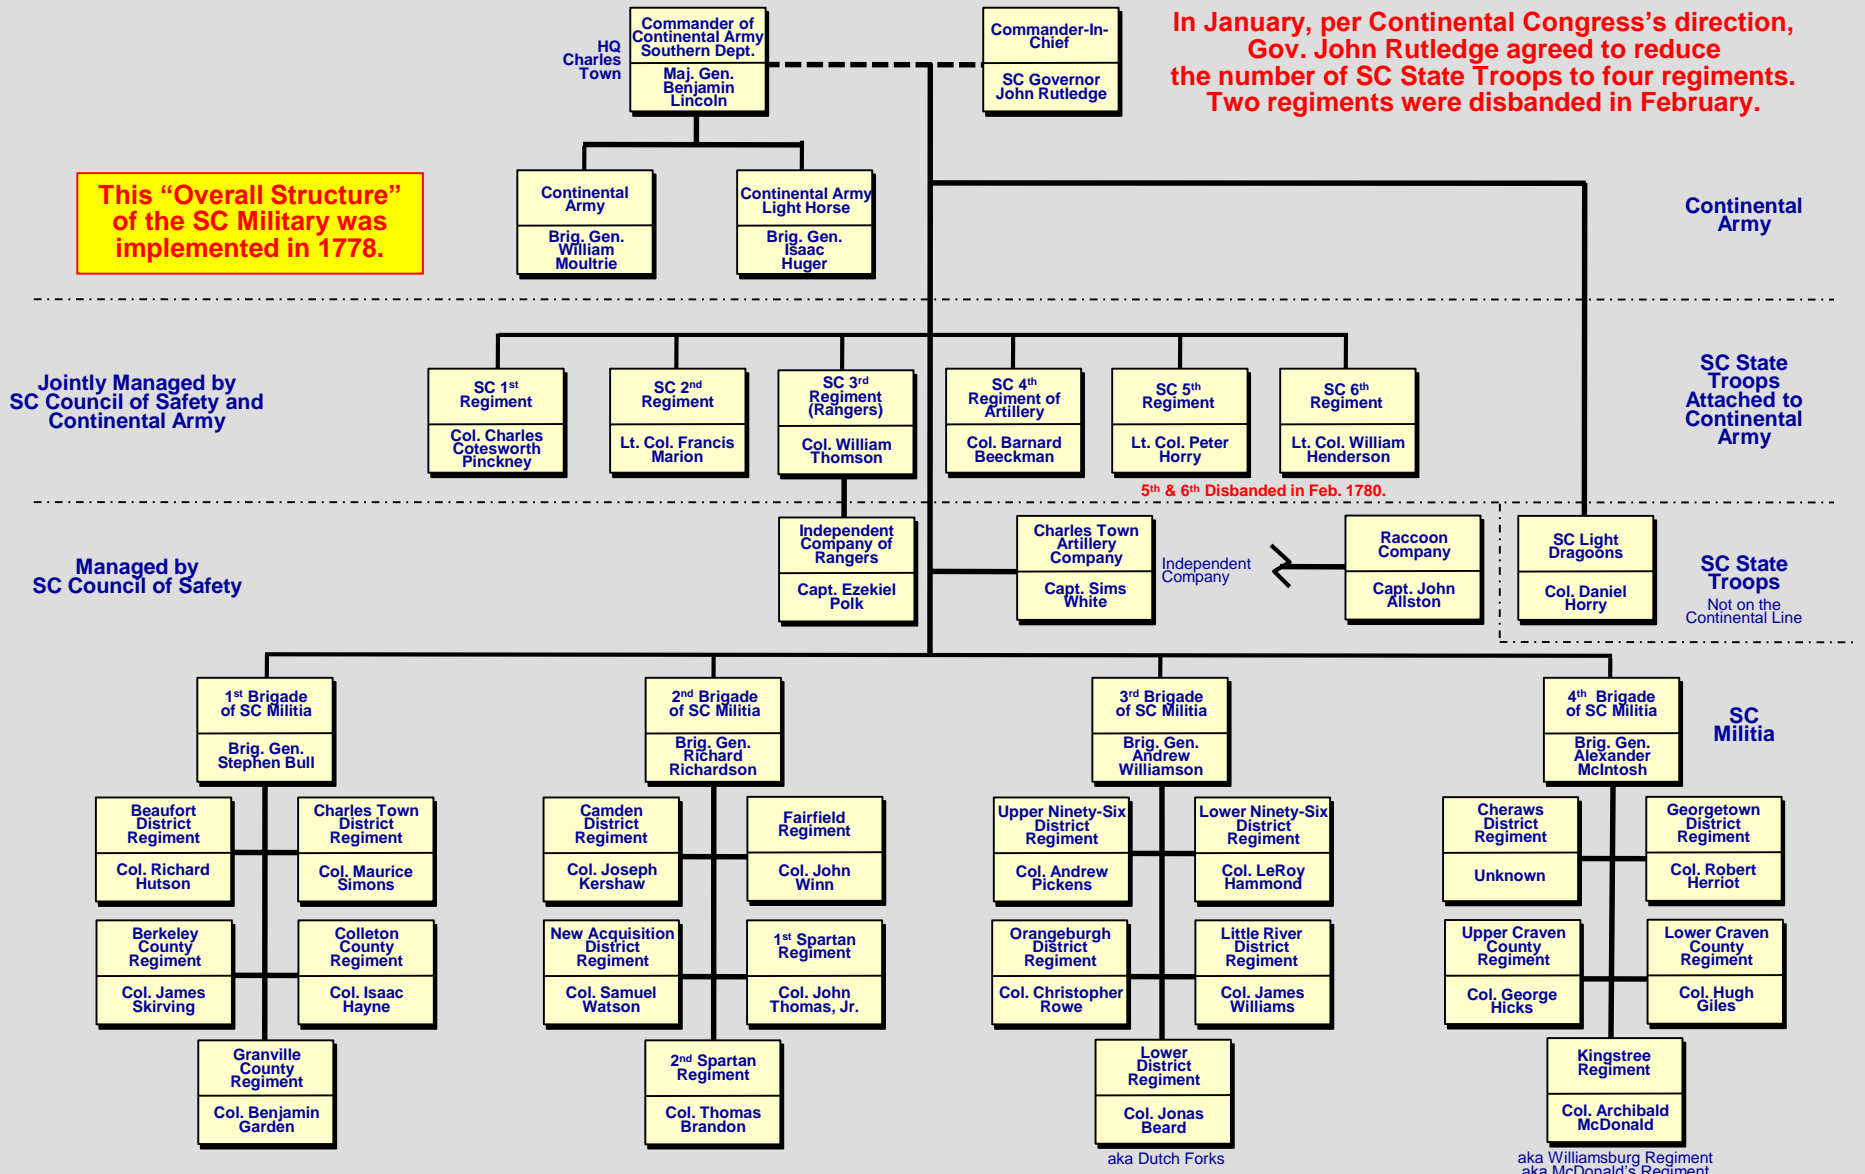 Commander of
Continental Army
Southern Dept.
Maj. Gen.
Benjamin
Lincoln
HQ
Charles
Town
Commander-In-
Chief
SC Governor
John Rutledge
In January, per Continental Congress's direction,
Gov. John Rutledge agreed to reduce
the number of SC State Troops to four regiments.
Two regiments were disbanded in February.
This “Overall Structure”
of the SC Military was
implemented in 1778.
Continental
Army
Brig. Gen.
William
Moultrie
Continental Army
Light Horse
Brig. Gen.
Isaac
Huger
Continental
Army
Jointly Managed by
SC Council of Safety and
Continental Army
SC 1st
Regiment
Col. Charles
Cotesworth
Pinckney
SC 2nd
Regiment
Lt. Col. Francis
Marion
SC 3rd
Regiment
(Rangers)
Col. William
Thomson
SC 4th
Regiment of
Artillery
Col. Barnard
Beeckman
SC 5th
Regiment
Lt. Col. Peter
Horry
SC 6th
Regiment
Lt. Col. William
Henderson
5th & 6th Disbanded in Feb. 1780.
SC State
Troops
Attached to
Continental
Army
Managed by
SC Council of Safety
Independent
Company of
Rangers
Capt. Ezekiel
Polk
Charles Town
Artillery
Company
Capt. Sims
White
Independent
Company
Raccoon
Company
Capt. John
Allston
SC Light
Dragoons
Col. Daniel
Horry
SC State
Troops
Not on the
Continental Line
1st Brigade
of SC Militia
Brig. Gen.
Stephen Bull
2nd Brigade
of SC Militia
Brig. Gen.
Richard
Richardson
3rd Brigade
of SC Militia
Brig. Gen.
Andrew
Williamson
4th Brigade
of SC Militia
Brig. Gen.
Alexander
McIntosh
SC
Militia
Beaufort
District
Regiment
Col. Richard
Hutson
Charles Town
District
Regiment
Col. Maurice
Simons
Camden
District
Regiment
Col. Joseph
Kershaw
Fairfield
Regiment
Col. John
Winn
Upper Ninety-Six
District
Regiment
Col. Andrew
Pickens
Lower Ninety-Six
District
Regiment
Col. LeRoy
Hammond
Cheraws
District
Regiment
Unknown
Georgetown
District
Regiment
Col. Robert
Herriot
Berkeley
County
Regiment
Col. James
Skirving
Colleton
County
Regiment
Col. Isaac
Hayne
New Acquisition
District
Regiment
Col. Samuel
Watson
1st Spartan
Regiment
Col. John
Thomas, Jr.
Orangeburgh
District
Regiment
Col. Christopher
Rowe
Little River
District
Regiment
Col. James
Williams
Upper Craven
County
Regiment
Col. George
Hicks
Lower Craven
County
Regiment
Col. Hugh
Giles
Granville
County
Regiment
Col. Benjamin
Garden
2nd Spartan
Regiment
Col. Thomas
Brandon
Lower
District
Regiment
Col. Jonas
Beard
aka Dutch Forks
Kingstree
Regiment
Col. Archibald
McDonald
aka Williamsburg Regiment
aka McDonald's Regiment